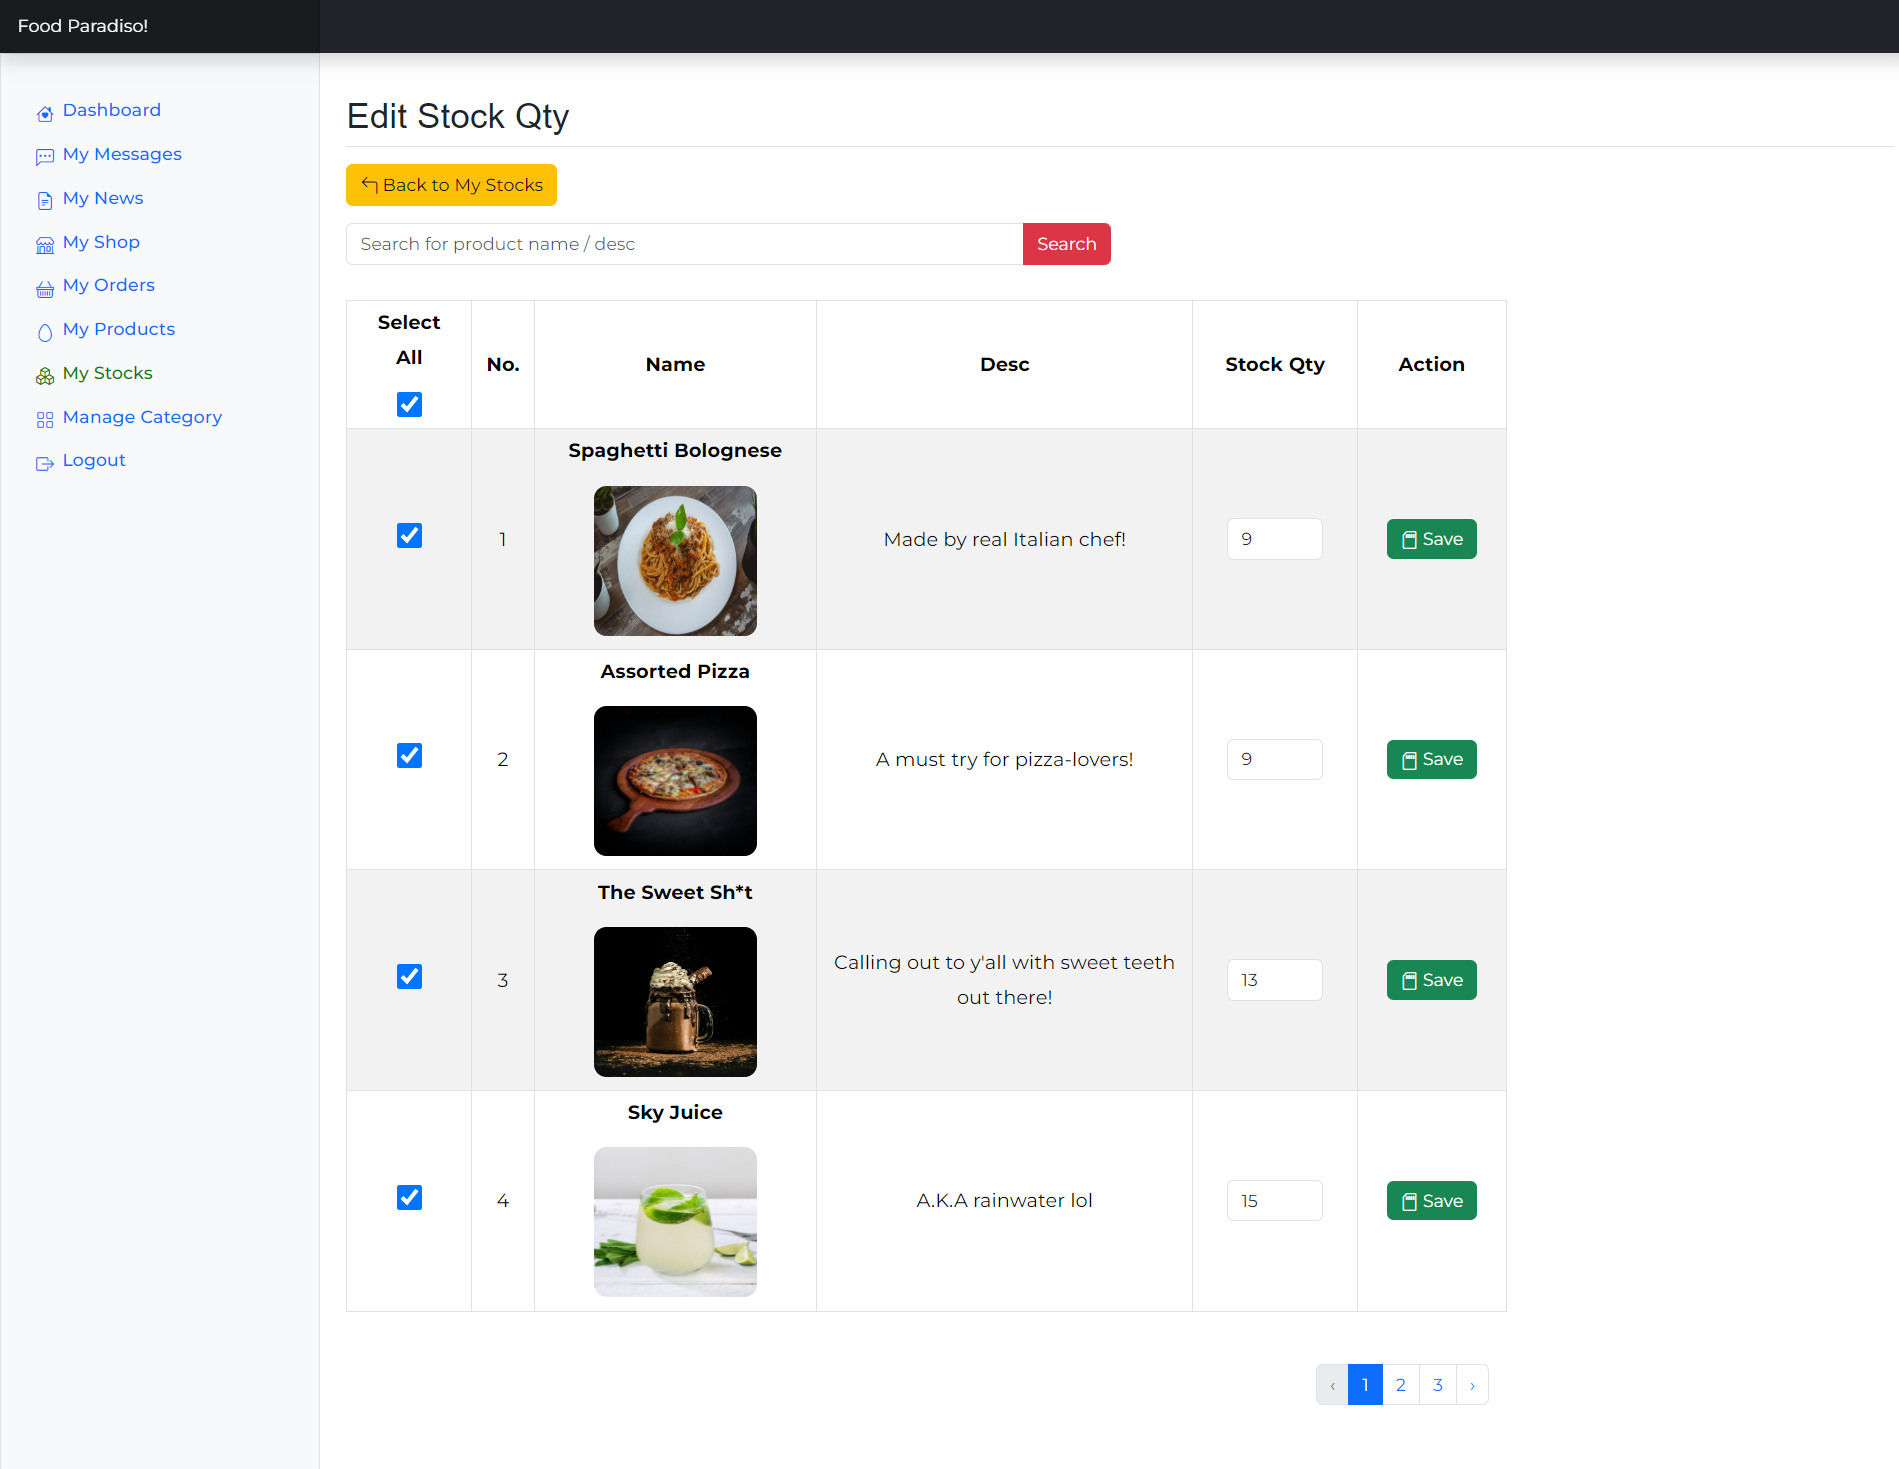 Food Paradiso!
Dashboard
My Messages
My News
My Shop
My Orders
My Products
My Stocks
Manage Category
Logout
Edit Stock Qty
Back to My Stocks
Search for product name / desc
Search
Select
All
No.
Name
Desc
Stock Qty
Action
Spaghetti Bolognese
1
Made by real Italian chef!
9
Save
Assorted Pizza
2
A must try for pizza-lovers!
9
Save
The Sweet Sh*t
3
Calling out to y'all with sweet teeth
out there!
13
Save
Sky Juice
4
A.K.A rainwater lol
15
Save
‹ 1 2 3 ›